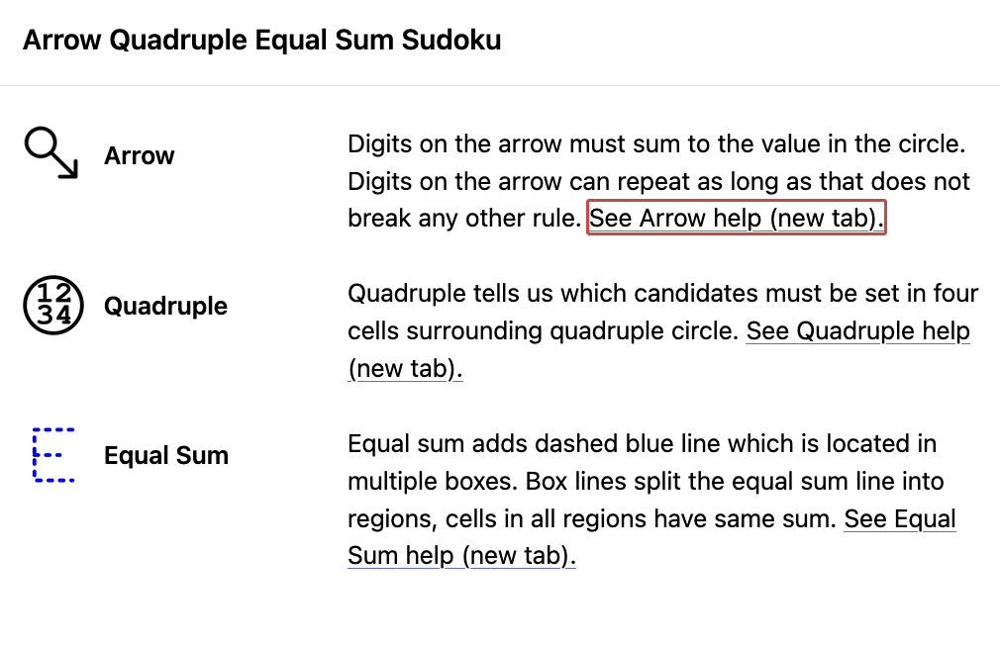 Arrow Quadruple Equal Sum Sudoku
Arrow
Digits on the arrow must sum to the value in the circle.
Digits on the arrow can repeat as long as that does not
break any other rule. See Arrow help (new tab).
12
34
Quadruple
Quadruple tells us which candidates must be set in four
cells surrounding quadruple circle. See Quadruple help
(new tab).
Equal Sum
Equal sum adds dashed blue line which is located in
multiple boxes. Box lines split the equal sum line into
regions, cells in all regions have same sum. See Equal
Sum help (new tab).